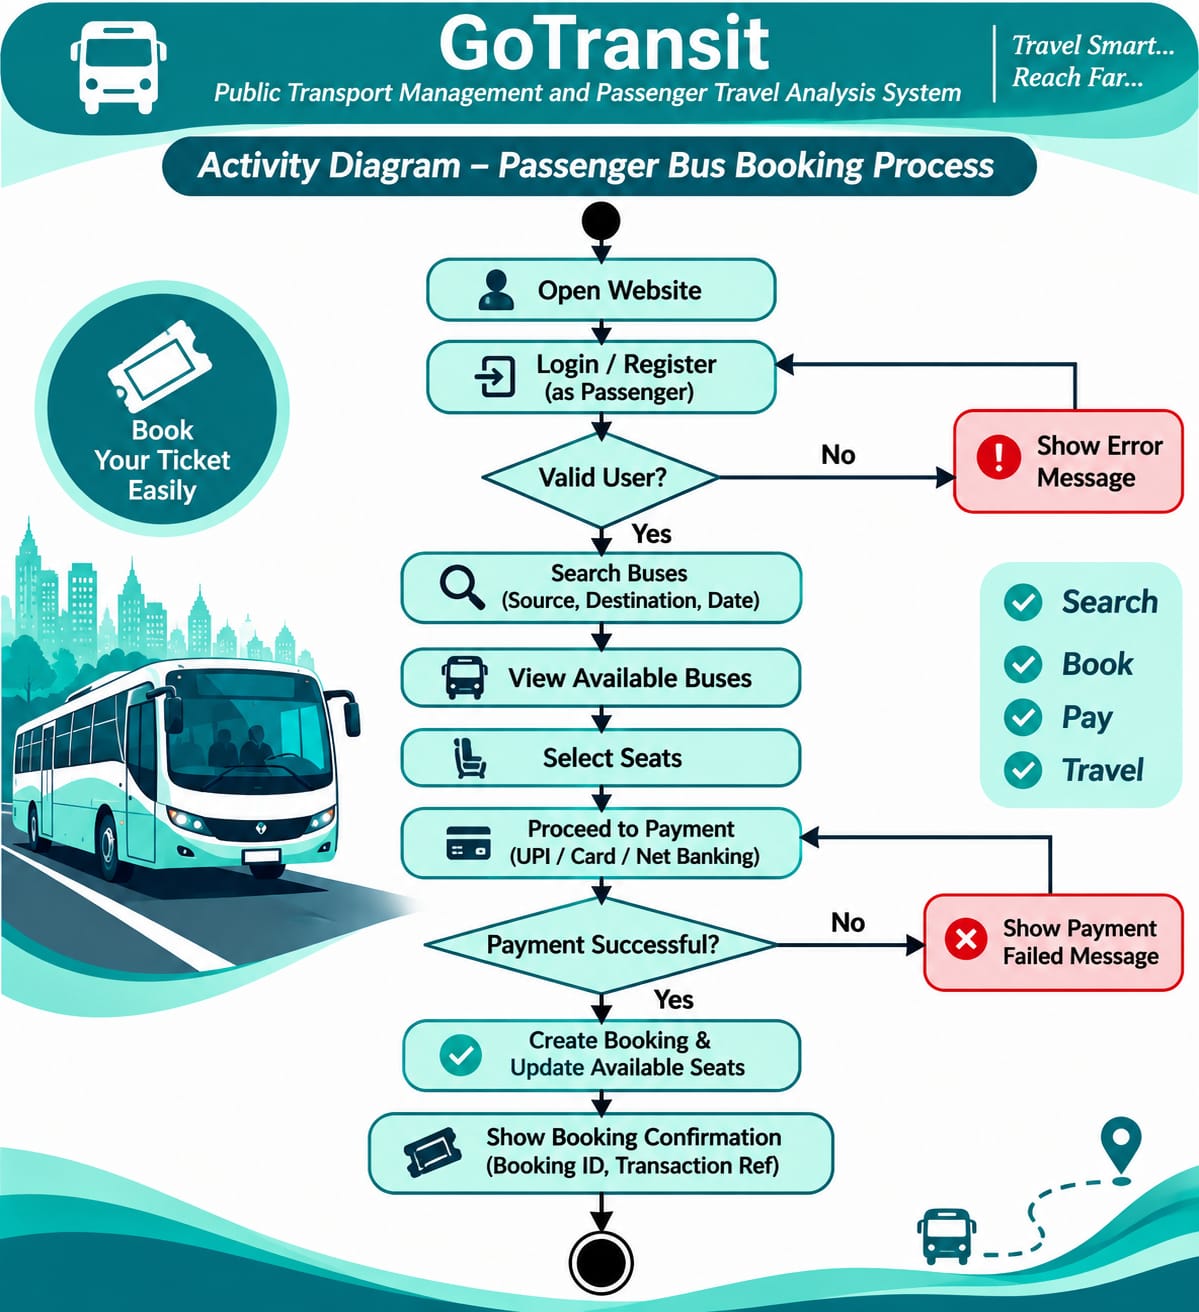 GoTransit
Public Transport Management and Passenger Travel Analysis System
Travel Smart...
Reach Far...
Activity Diagram – Passenger Bus Booking Process
Open Website
Login / Register
(as Passenger)
Valid User?
No
Show Error
Message
Yes
Book
Your Ticket
Easily
Search Buses
(Source, Destination, Date)
View Available Buses
Select Seats
Search
Book
Pay
Travel
Proceed to Payment
(UPI / Card / Net Banking)
Payment Successful?
No
Show Payment
Failed Message
Yes
Create Booking &
Update Available Seats
Show Booking Confirmation
(Booking ID, Transaction Ref)